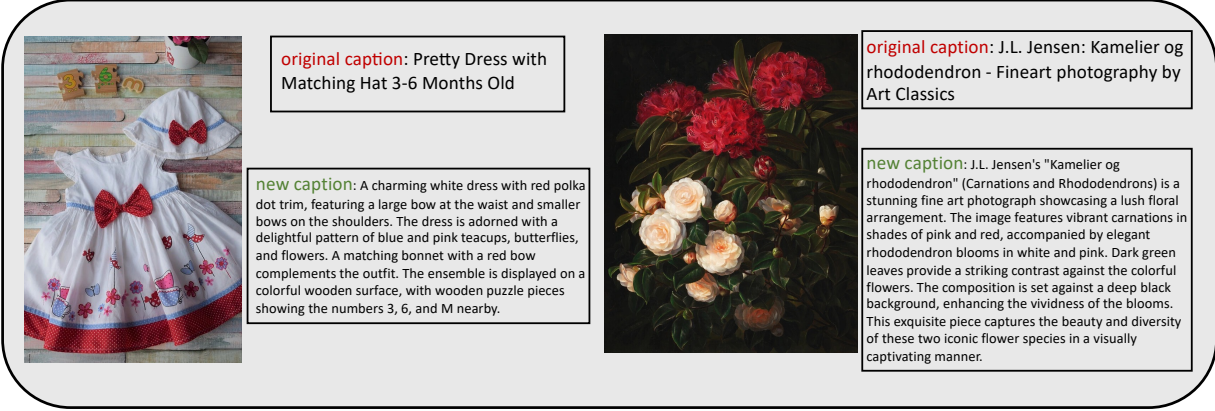 original caption: Pretty Dress with
Matching Hat 3-6 Months Old
new caption: A charming white dress with red polka
dot trim, featuring a large bow at the waist and smaller
bows on the shoulders. The dress is adorned with a
delightful pattern of blue and pink teacups, butterflies,
and flowers. A matching bonnet with a red bow
complements the outfit. The ensemble is displayed on a
colorful wooden surface, with wooden puzzle pieces
showing the numbers 3, 6, and M nearby.
original caption: J.L. Jensen: Kamelier og
rhododendron - Fineart photography by
Art Classics
new caption: J.L. Jensen's "Kamelier og
rhododendron" (Carnations and Rhododendrons) is a
stunning fine art photograph showcasing a lush floral
arrangement. The image features vibrant carnations in
shades of pink and red, accompanied by elegant
rhododendron blooms in white and pink. Dark green
leaves provide a striking contrast against the colorful
flowers. The composition is set against a deep black
background, enhancing the vividness of the blooms.
This exquisite piece captures the beauty and diversity
of these two iconic flower species in a visually
captivating manner.